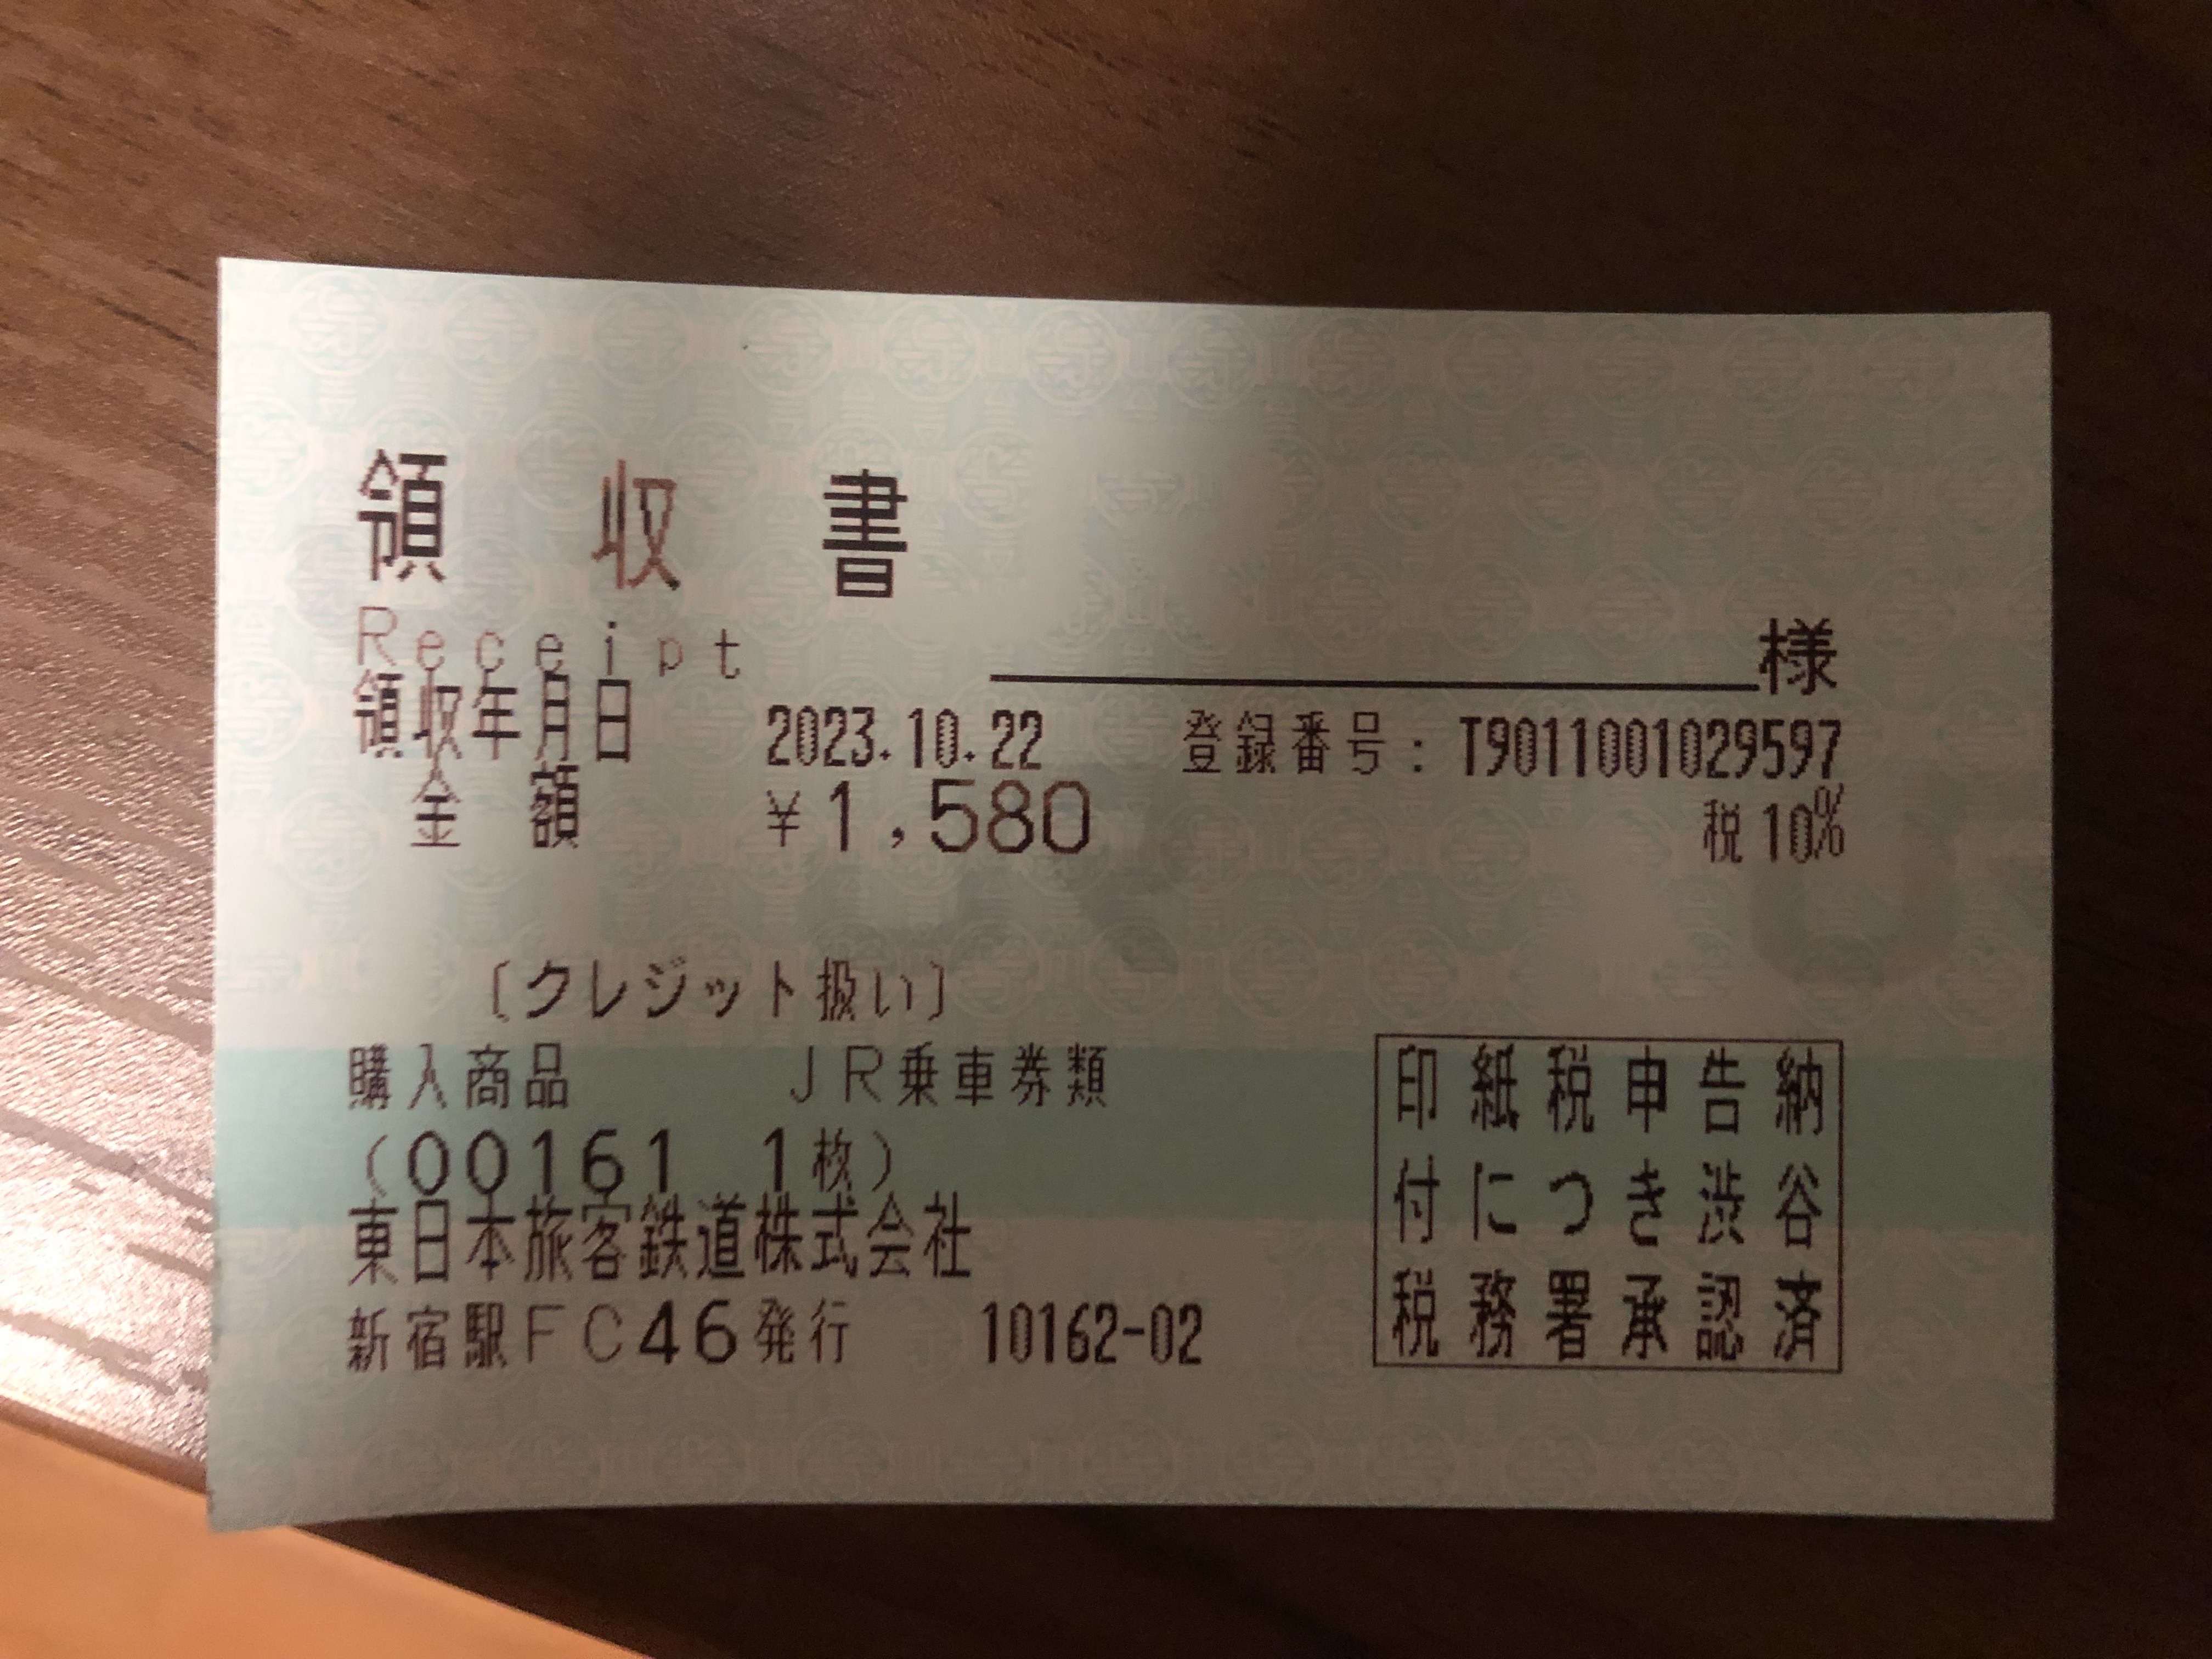 領収書
Receipt
様
領収年月日 2023.10.22 登録番号：T9011001029597
金額 ¥1,580 税10%
〔クレジット扱い〕
購入商品 JR乗車券類
（00161 1枚）
東日本旅客鉄道株式会社
新宿駅FC46発行 10162-02
印紙税申告納
付につき渋谷
税務署承認済